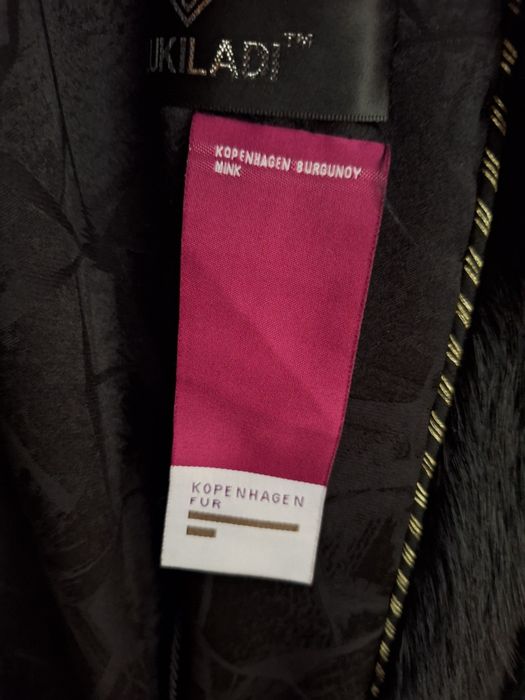 UKILADI™
KOPENHAGEN BURGUNDY
MINK
KOPENHAGEN
FUR